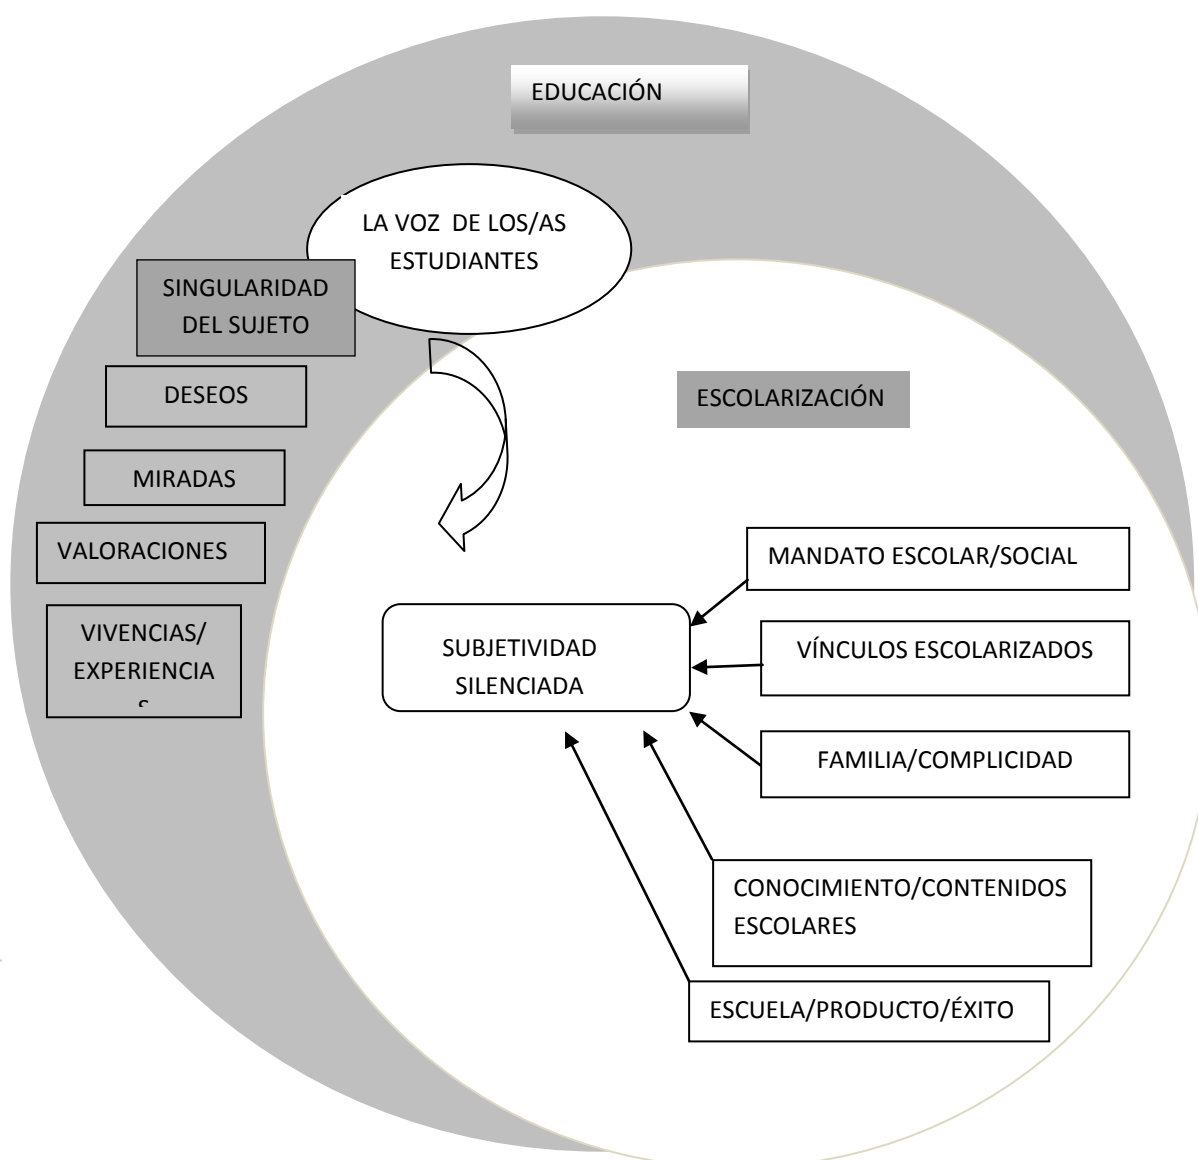 EDUCACIÓN
LA VOZ DE LOS/AS
ESTUDIANTES
SINGULARIDAD
DEL SUJETO
DESEOS
MIRADAS
VALORACIONES
VIVENCIAS/
EXPERIENCIA
ESCOLARIZACIÓN
MANDATO ESCOLAR/SOCIAL
VÍNCULOS ESCOLARIZADOS
SUBJETIVIDAD
SILENCIADA
FAMILIA/COMPLICIDAD
CONOCIMIENTO/CONTENIDOS
ESCOLARES
ESCUELA/PRODUCTO/ÉXITO